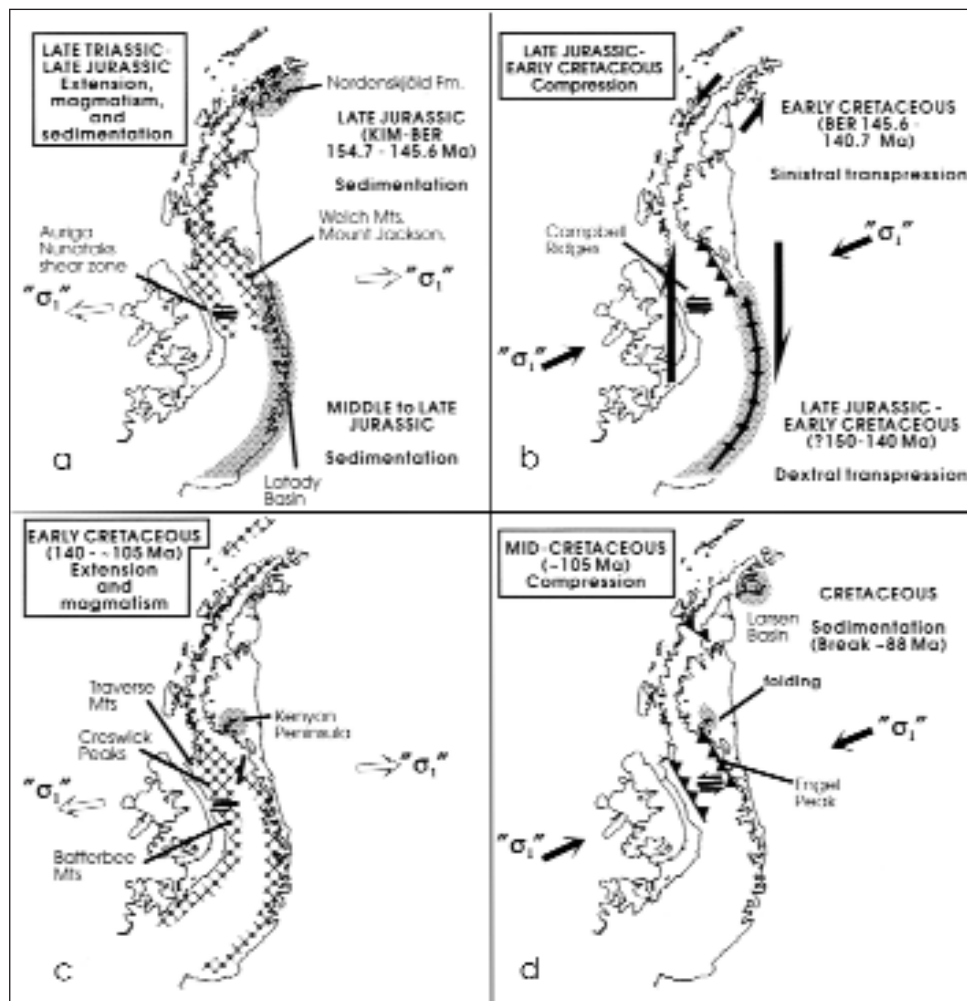 LATE TRIASSIC-
LATE JURASSIC
Extension,
magmatism,
and
sedimentation
Nordenskjöld Fm.
LATE JURASSIC
(KIM-BER
154.7 - 145.6 Ma)
Sedimentation
Welch Mts.
Mount Jackson,
Auriga
Nunataks
shear zone
"σ₁"
"σ₁"
MIDDLE to LATE
JURASSIC
Sedimentation
Latady
Basin
a
LATE JURASSIC-
EARLY CRETACEOUS
Compression
EARLY CRETACEOUS
(BER 145.6 -
140.7 Ma)
Sinistral transpression
Campbell
Ridges
"σ₁"
"σ₁"
LATE JURASSIC -
EARLY CRETACEOUS
(?150-140 Ma)
Dextral transpression
b
EARLY CRETACEOUS
(140 - ~105 Ma)
Extension
and
magmatism
Traverse
Mts
Creswick
Peaks
Kenyon
Peninsula
"σ₁"
"σ₁"
Batterbee
Mts
c
MID-CRETACEOUS
(~105 Ma)
Compression
CRETACEOUS
Larsen
Basin
Sedimentation
(Break ~88 Ma)
folding
"σ₁"
Engel
Peak
"σ₁"
d